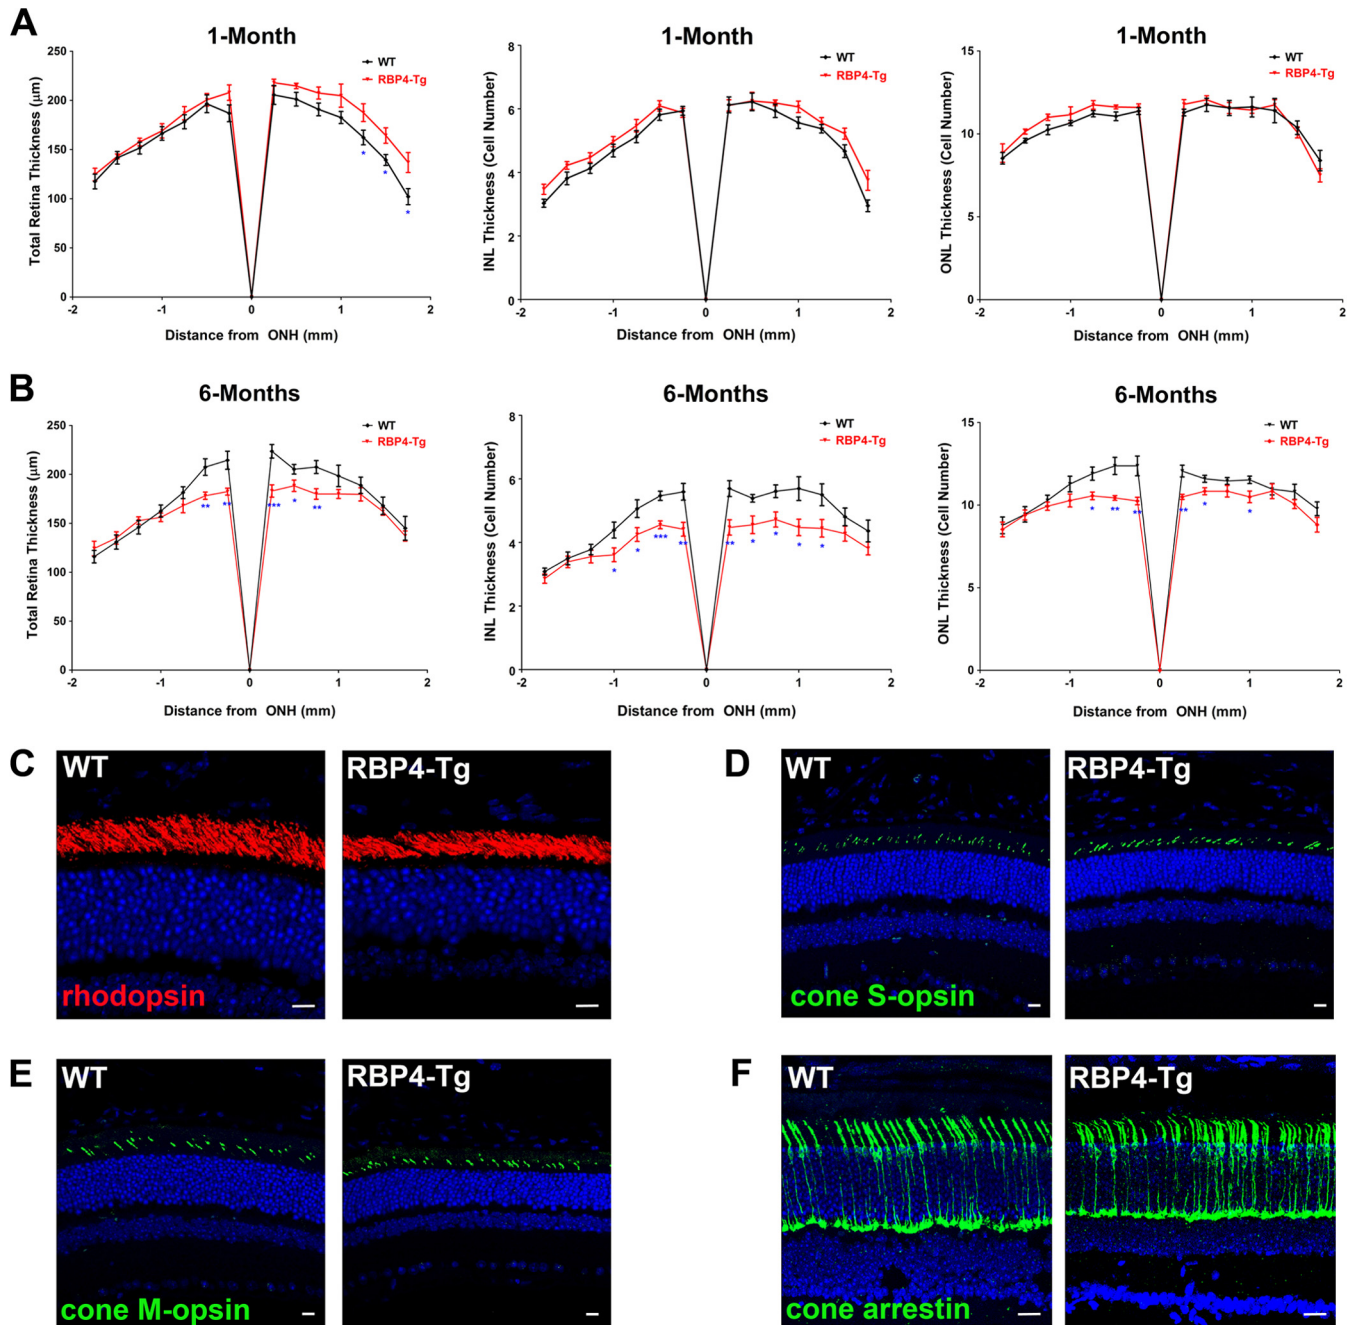 A
1-Month
WT
RBP4-Tg
Total Retina Thickness (μm)
250
200
150
100
50
0
-2
-1
0
1
2
Distance from ONH (mm)
1-Month
WT
RBP4-Tg
INL Thickness (Cell Number)
8
6
4
2
0
-2
-1
0
1
2
Distance from ONH (mm)
1-Month
WT
RBP4-Tg
ONL Thickness (Cell Number)
15
10
5
0
-2
-1
0
1
2
Distance from ONH (mm)
B
6-Months
WT
RBP4-Tg
Total Retina Thickness (μm)
250
200
150
100
50
0
-2
-1
0
1
2
Distance from ONH (mm)
6-Months
WT
RBP4-Tg
INL Thickness (Cell Number)
8
6
4
2
0
-2
-1
0
1
2
Distance from ONH (mm)
6-Months
WT
RBP4-Tg
ONL Thickness (Cell Number)
15
10
5
0
-2
-1
0
1
2
Distance from ONH (mm)
C
WT
RBP4-Tg
rhodopsin
D
WT
RBP4-Tg
cone S-opsin
E
WT
RBP4-Tg
cone M-opsin
F
WT
RBP4-Tg
cone arrestin